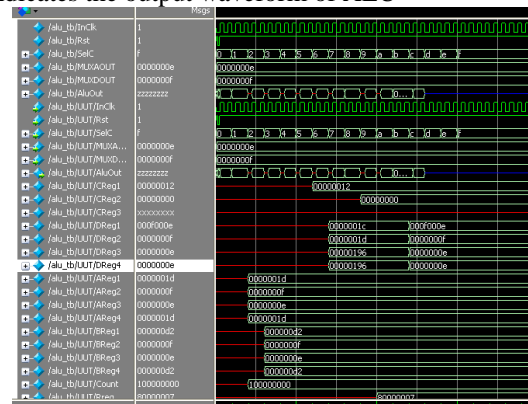 Msgs
/alu_tb/InClk 1
/alu_tb/Rst 1
/alu_tb/SelC f 0 1 2 3 4 5 6 7 8 9 a b c d e f
/alu_tb/MUXAOUT 0000000e 0000000e
/alu_tb/MUXDOUT 0000000f 0000000f
/alu_tb/AluOut zzzzzzzz 0...
/alu_tb/UUT/InClk 1
/alu_tb/UUT/Rst 1
/alu_tb/UUT/SelC f 0 1 2 3 4 5 6 7 8 9 a b c d e f
/alu_tb/UUT/MUXA... 0000000e 0000000e
/alu_tb/UUT/MUXD... 0000000f 0000000f
/alu_tb/UUT/AluOut zzzzzzzz 0...
/alu_tb/UUT/CReg1 00000012 00000012
/alu_tb/UUT/CReg2 00000000 00000000
/alu_tb/UUT/CReg3 xxxxxxxx
/alu_tb/UUT/DReg1 000f000e 0000001c 000f000e
/alu_tb/UUT/DReg2 0000000f 0000001d 0000000f
/alu_tb/UUT/DReg3 0000000e 00000196 0000000e
/alu_tb/UUT/DReg4 0000000e 00000196 0000000e
/alu_tb/UUT/AReg1 0000001d 0000001d
/alu_tb/UUT/AReg2 0000000f 0000000f
/alu_tb/UUT/AReg3 0000000e 0000000e
/alu_tb/UUT/AReg4 0000001d 0000001d
/alu_tb/UUT/BReg1 000000d2 000000d2
/alu_tb/UUT/BReg2 0000000f 0000000f
/alu_tb/UUT/BReg3 0000000e 0000000e
/alu_tb/UUT/BReg4 000000d2 000000d2
/alu_tb/UUT/Count 100000000 100000000
80000007 80000007